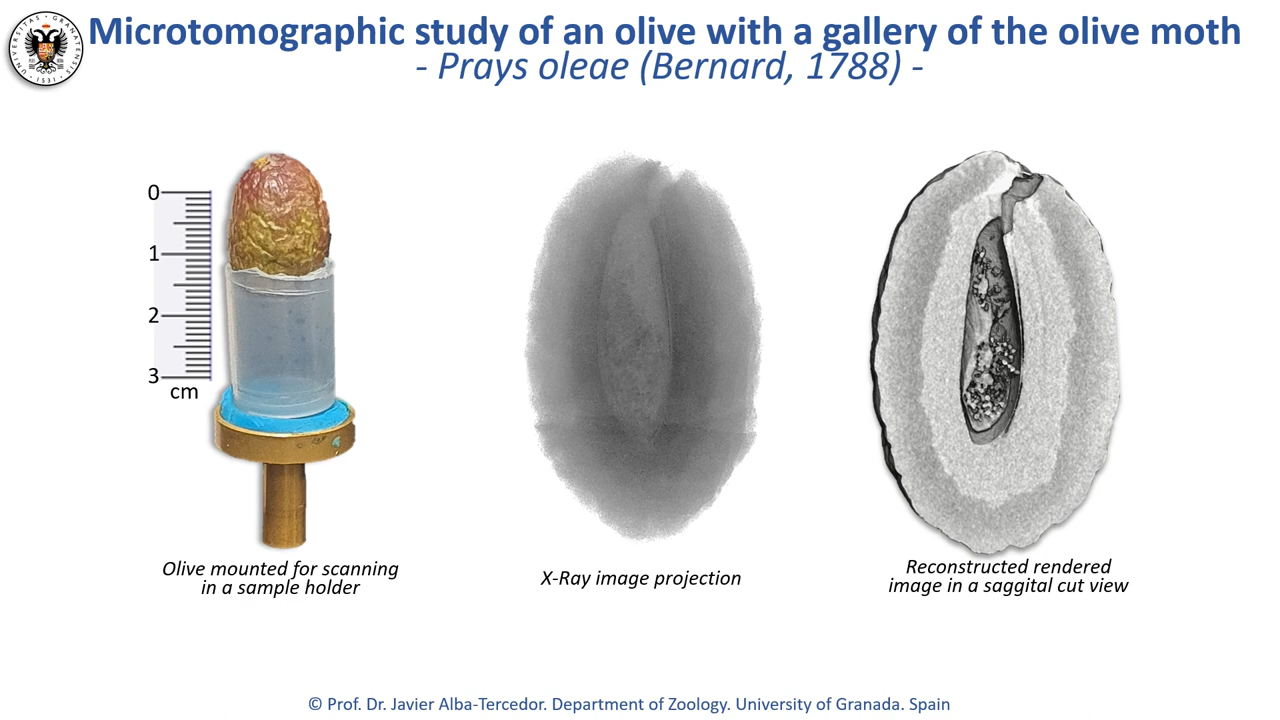 Microtomographic study of an olive with a gallery of the olive moth
- Prays oleae (Bernard, 1788) -
0
1
2
3
cm
Olive mounted for scanning
in a sample holder
X-Ray image projection
Reconstructed rendered
image in a saggital cut view
© Prof. Dr. Javier Alba-Tercedor. Department of Zoology. University of Granada. Spain